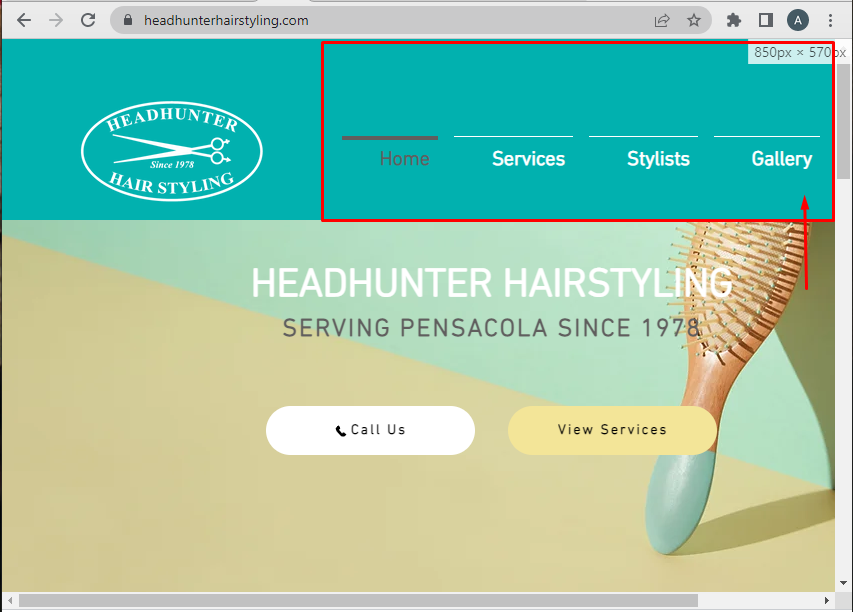 headhunterhairstyling.com
A
850px × 570px
HEADHUNTER
Since 1978
HAIR STYLING
Home Services Stylists Gallery
HEADHUNTER HAIRSTYLING
SERVING PENSACOLA SINCE 1978
Call Us View Services